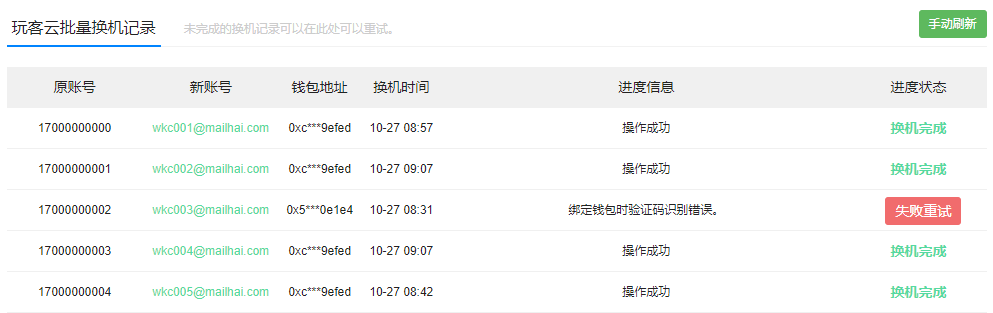 玩客云批量换机记录 未完成的换机记录可以在此处可以重试。 手动刷新
原账号 新账号 钱包地址 换机时间 进度信息 进度状态
17000000000 wkc001@mailhai.com 0xc***9efed 10-27 08:57 操作成功 换机完成
17000000001 wkc002@mailhai.com 0xc***9efed 10-27 09:07 操作成功 换机完成
17000000002 wkc003@mailhai.com 0x5***0e1e4 10-27 08:31 绑定钱包时验证码识别错误。 失败重试
17000000003 wkc004@mailhai.com 0xc***9efed 10-27 09:07 操作成功 换机完成
17000000004 wkc005@mailhai.com 0xc***9efed 10-27 08:42 操作成功 换机完成